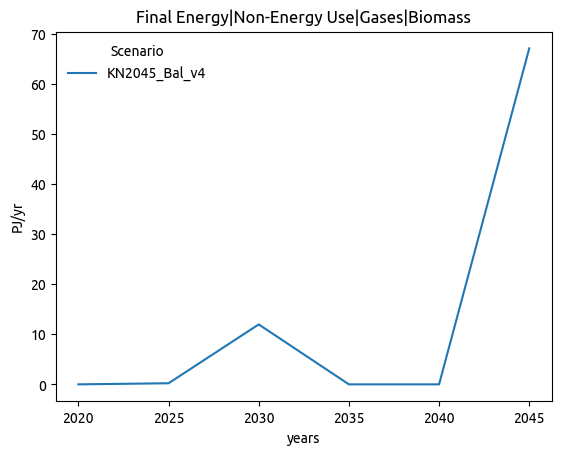 Final Energy|Non-Energy Use|Gases|Biomass
Scenario
KN2045_Bal_v4
PJ/yr
70
60
50
40
30
20
10
0
2020 2025 2030 2035 2040 2045
years